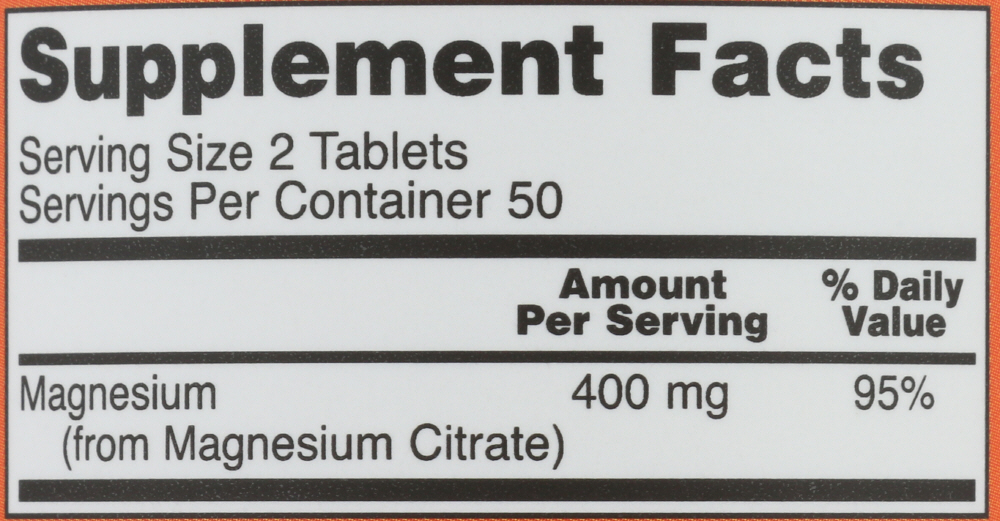 Supplement Facts
Serving Size 2 Tablets
Servings Per Container 50
Amount Per Serving
% Daily Value
Magnesium 400 mg 95%
(from Magnesium Citrate)